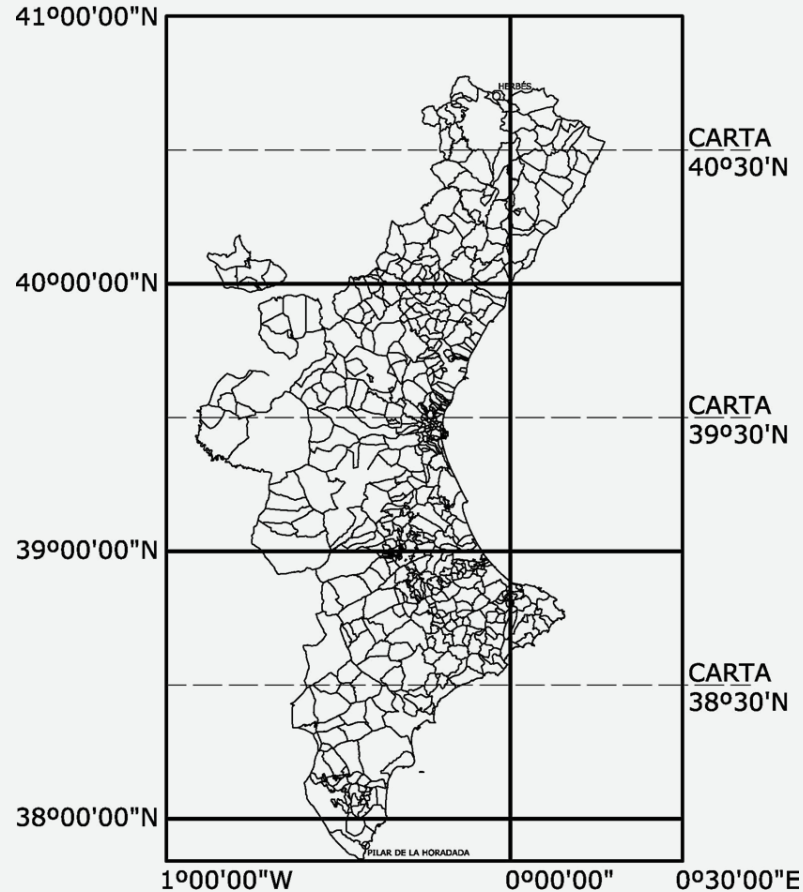 41º00'00"N
HERBÉS
CARTA
40º30'N
40º00'00"N
CARTA
39º30'N
39º00'00"N
CARTA
38º30'N
38º00'00"N
PILAR DE LA HORADADA
1º00'00"W
0º00'00"
0º30'00"E